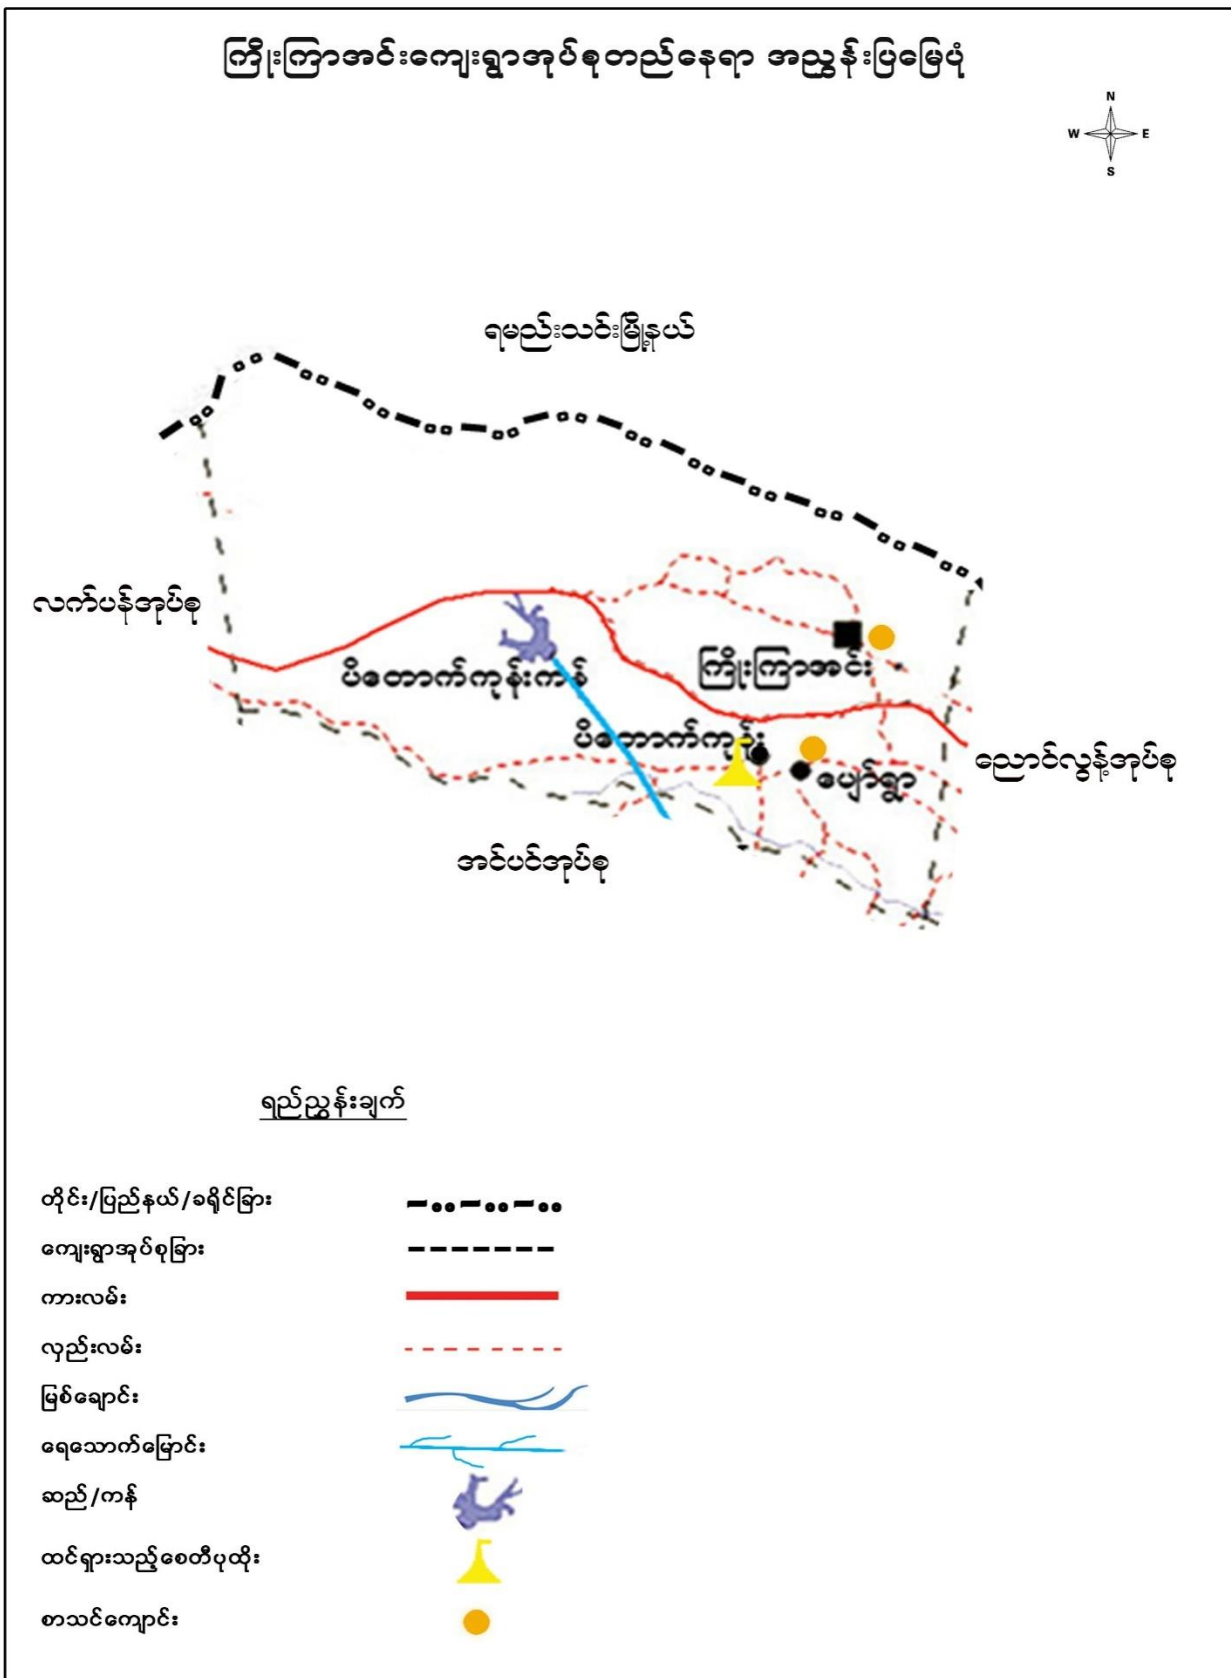 ကြိုးကြာအင်းကျေးရွာအုပ်စုတည်နေရာ အညွှန်းပြမြေပုံ
N
W E
S
ရမည်းသင်းမြို့နယ်
လက်ပန်အုပ်စု
ကြိုးကြာအင်း
ပိတောက်ကုန်းကန်
ပိတောက်ကုန်း
ညောင်လွန့်အုပ်စု
ပျော်ရွာ
အင်ပင်အုပ်စု
ရည်ညွှန်းချက်
တိုင်း/ပြည်နယ်/ခရိုင်ခြား
ကျေးရွာအုပ်စုခြား
ကားလမ်း
လှည်းလမ်း
မြစ်ချောင်း
ရေသောက်မြောင်း
ဆည်/ကန်
ထင်ရှားသည့်စေတီပုထိုး
စာသင်ကျောင်း